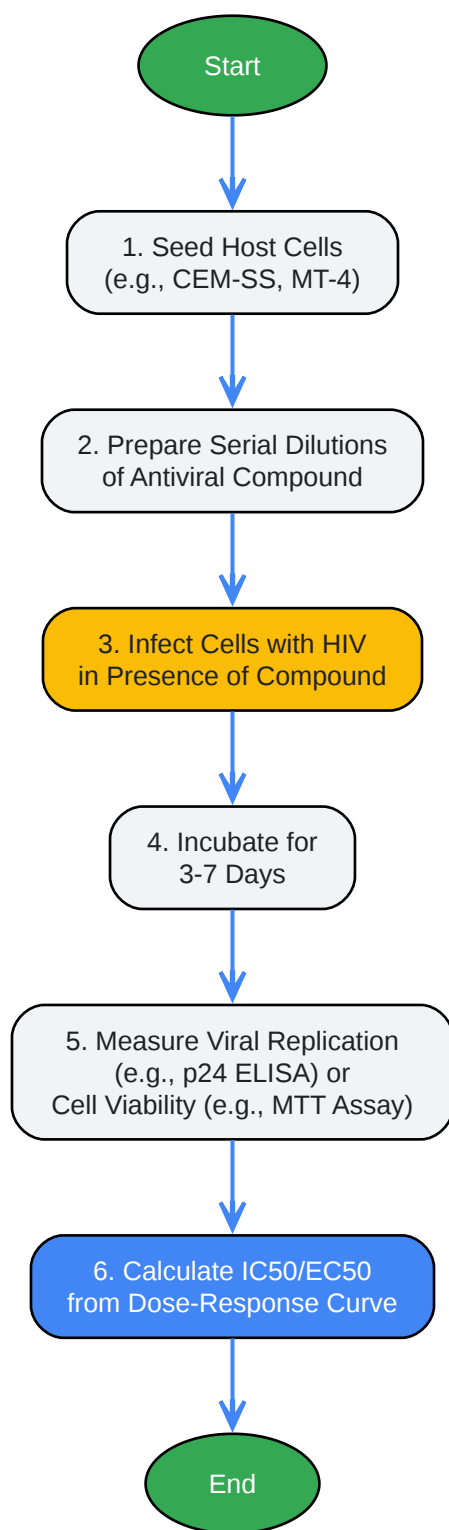 Start
1. Seed Host Cells
(e.g., CEM-SS, MT-4)
2. Prepare Serial Dilutions
of Antiviral Compound
3. Infect Cells with HIV
in Presence of Compound
4. Incubate for
3-7 Days
5. Measure Viral Replication
(e.g., p24 ELISA) or
Cell Viability (e.g., MTT Assay)
6. Calculate IC50/EC50
from Dose-Response Curve
End